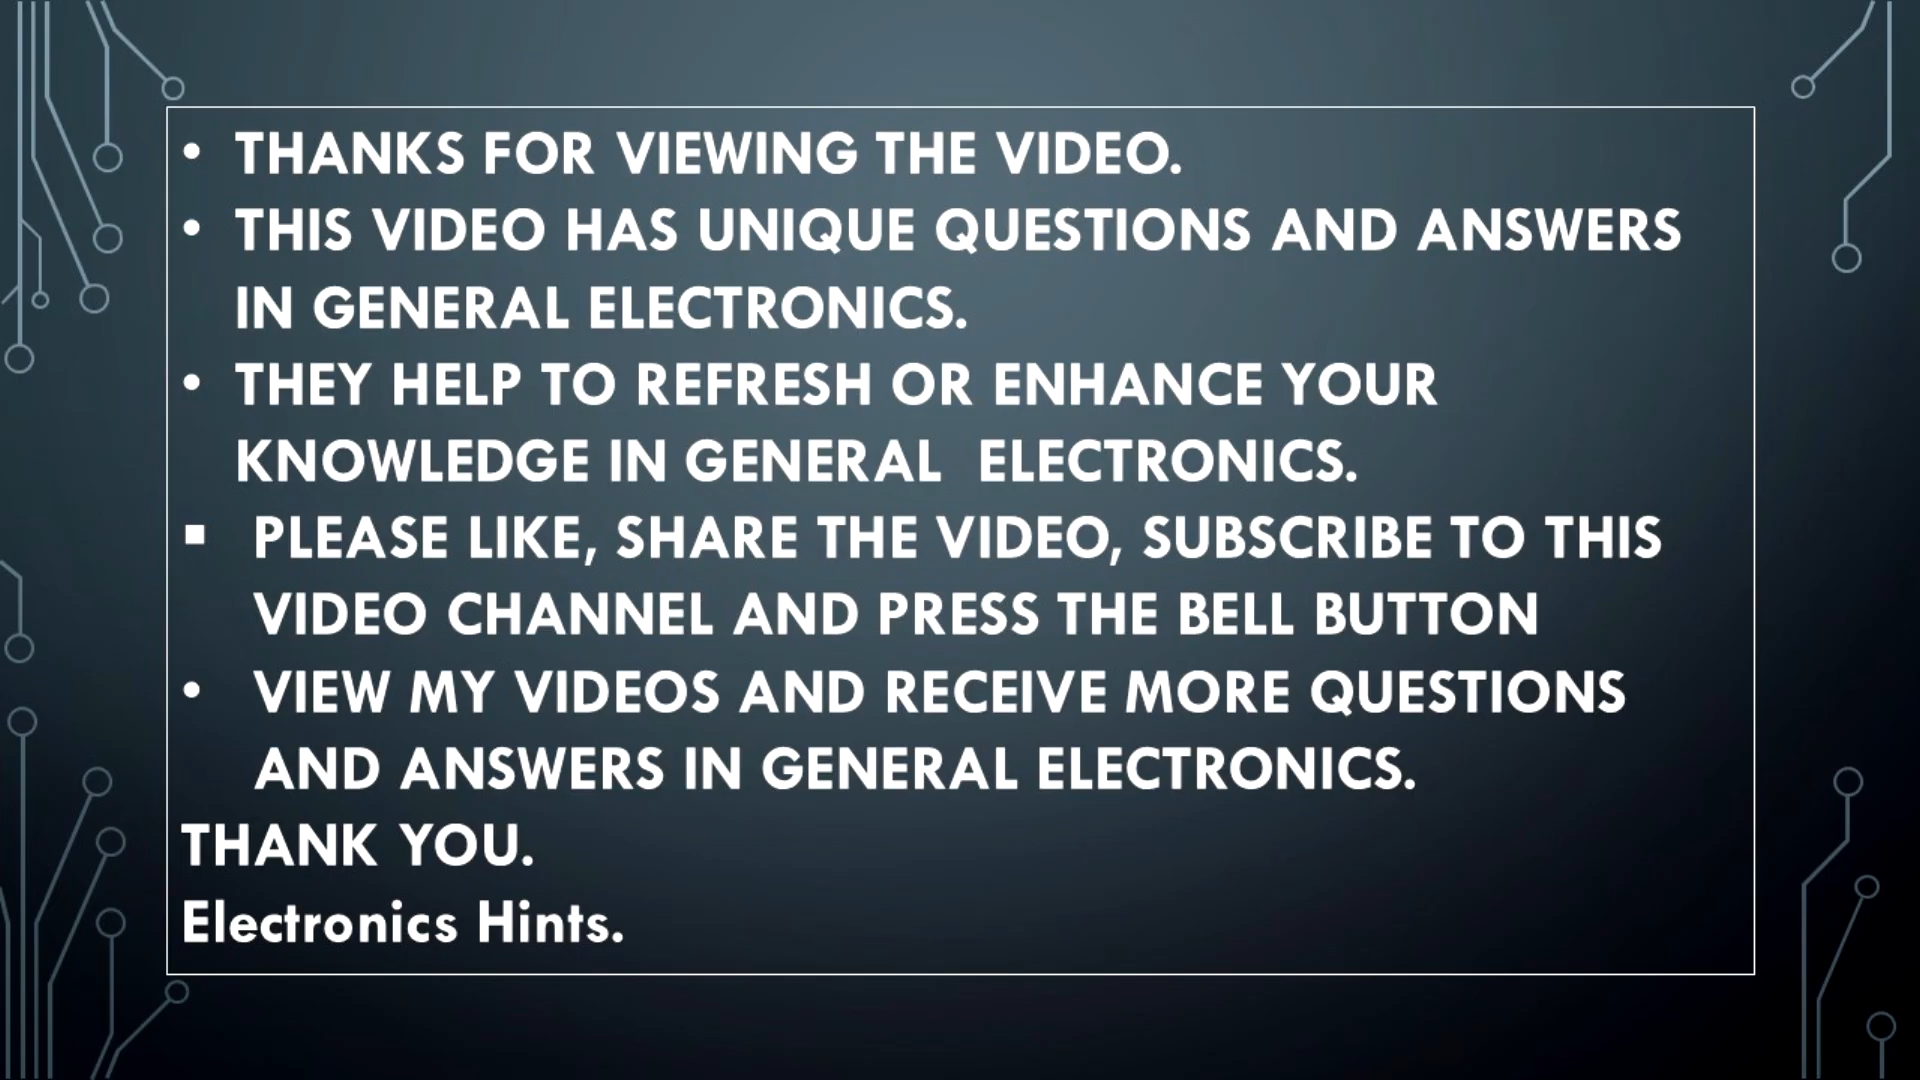 • THANKS FOR VIEWING THE VIDEO.
• THIS VIDEO HAS UNIQUE QUESTIONS AND ANSWERS
IN GENERAL ELECTRONICS.
• THEY HELP TO REFRESH OR ENHANCE YOUR
KNOWLEDGE IN GENERAL  ELECTRONICS.
▪ PLEASE LIKE, SHARE THE VIDEO, SUBSCRIBE TO THIS
VIDEO CHANNEL AND PRESS THE BELL BUTTON
• VIEW MY VIDEOS AND RECEIVE MORE QUESTIONS
AND ANSWERS IN GENERAL ELECTRONICS.
THANK YOU.
Electronics Hints.